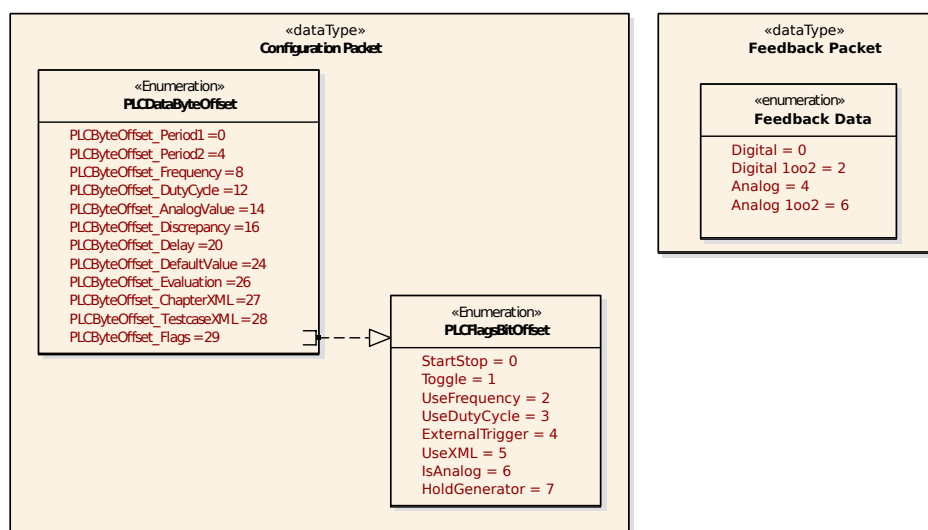 «dataType»
Configuration Packet
«Enumeration»
PLCDataByteOffset
PLCByteOffset_Period1 =0
PLCByteOffset_Period2 =4
PLCByteOffset_Frequency =8
PLCByteOffset_DutyCycle =12
PLCByteOffset_AnalogValue =14
PLCByteOffset_Discrepancy =16
PLCByteOffset_Delay =20
PLCByteOffset_DefaultValue =24
PLCByteOffset_Evaluation =26
PLCByteOffset_ChapterXML =27
PLCByteOffset_TestcaseXML =28
PLCByteOffset_Flags =29
«Enumeration»
PLCFlagsBitOffset
StartStop = 0
Toggle = 1
UseFrequency = 2
UseDutyCycle = 3
ExternalTrigger = 4
UseXML = 5
IsAnalog = 6
HoldGenerator = 7
«dataType»
Feedback Packet
«enumeration»
Feedback Data
Digital = 0
Digital 1oo2 = 2
Analog = 4
Analog 1oo2 = 6